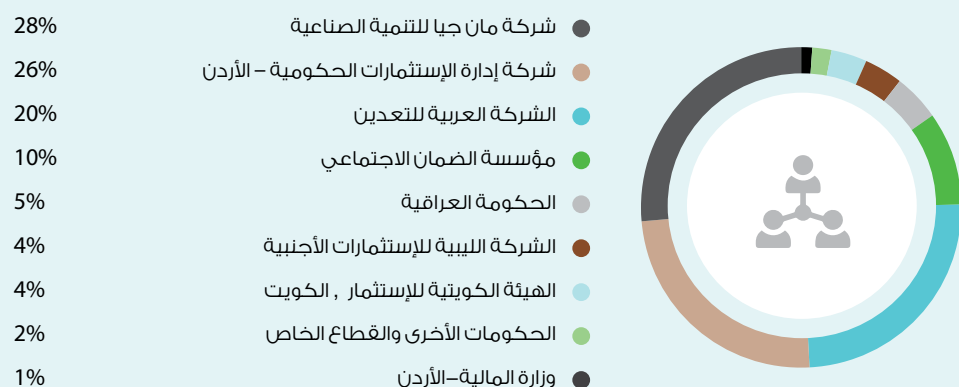 شركة مان جيا للتنمية الصناعية 28%
شركة إدارة الإستثمارات الحكومية – الأردن 26%
الشركة العربية للتعدين 20%
مؤسسة الضمان الاجتماعي 10%
الحكومة العراقية 5%
الشركة الليبية للإستثمارات الأجنبية 4%
الهيئة الكويتية للإستثمار , الكويت 4%
الحكومات الأخرى والقطاع الخاص 2%
وزارة المالية–الأردن 1%